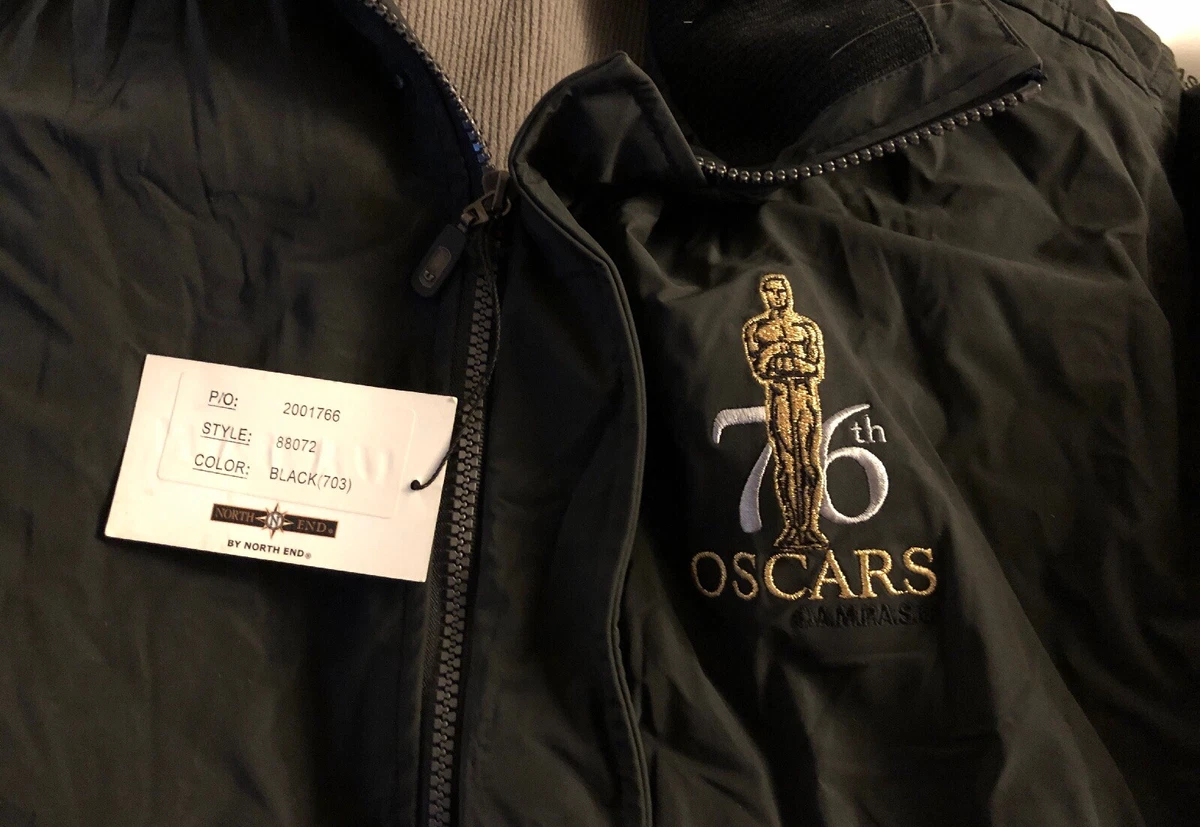 P/O: 2001766
STYLE: 88072
COLOR: BLACK(703)
NORTH N END®
BY NORTH END®
76th
OSCARS
©A.M.P.A.S.®